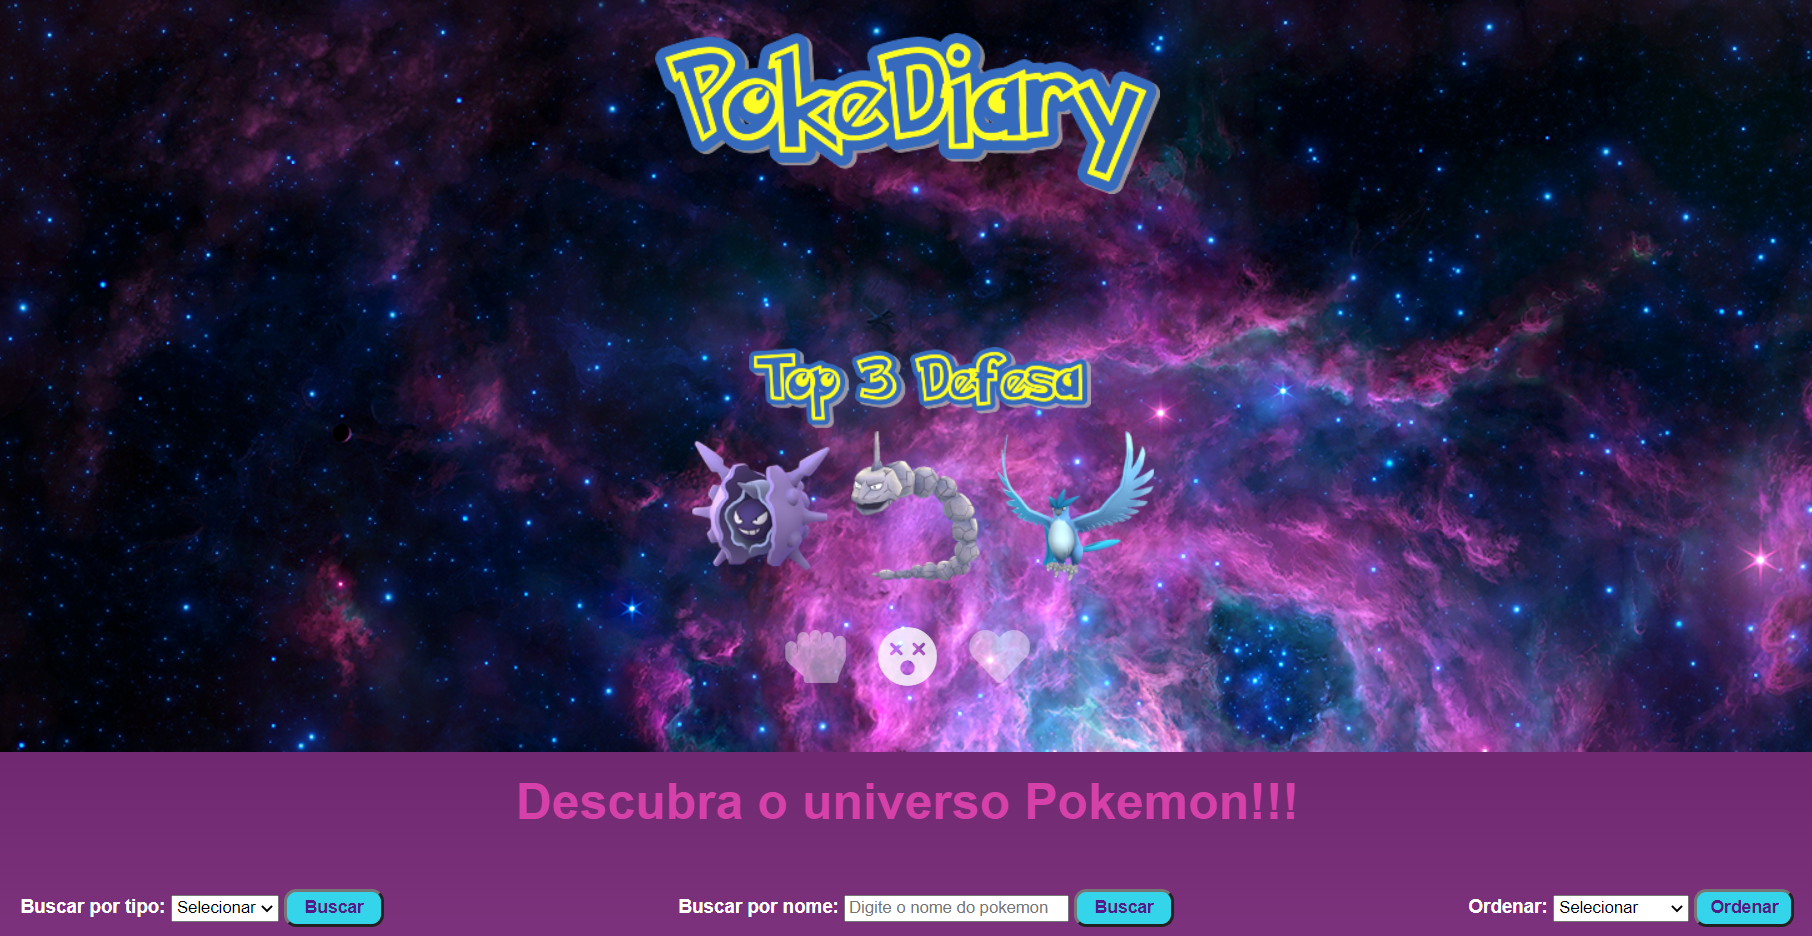 PokeDiary
Top 3 Defesa
Descubra o universo Pokemon!!!
Buscar por tipo: Selecionar Buscar
Buscar por nome: Digite o nome do pokemon Buscar
Ordenar: Selecionar Ordenar